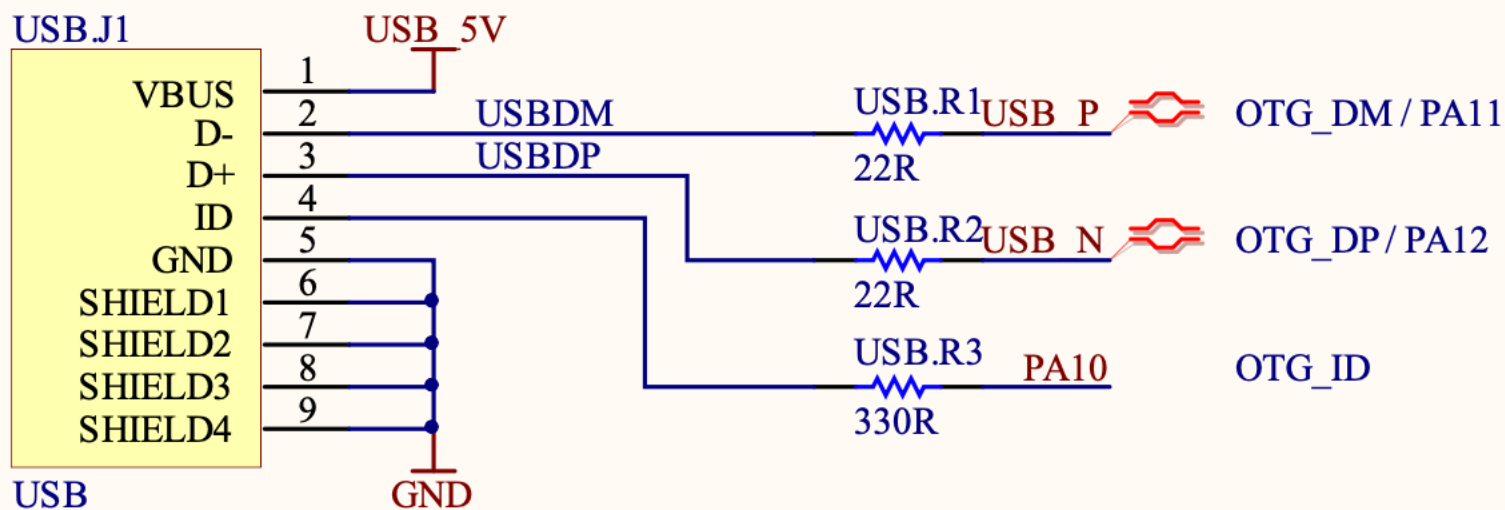 USB.J1
USB_5V
VBUS 1
D- 2 USBDM USB.R1 22R USB_P OTG_DM / PA11
D+ 3 USBDP
ID 4
USB.R2 22R USB_N OTG_DP / PA12
GND 5
SHIELD1 6
SHIELD2 7
USB.R3 330R PA10 OTG_ID
SHIELD3 8
SHIELD4 9
USB
GND